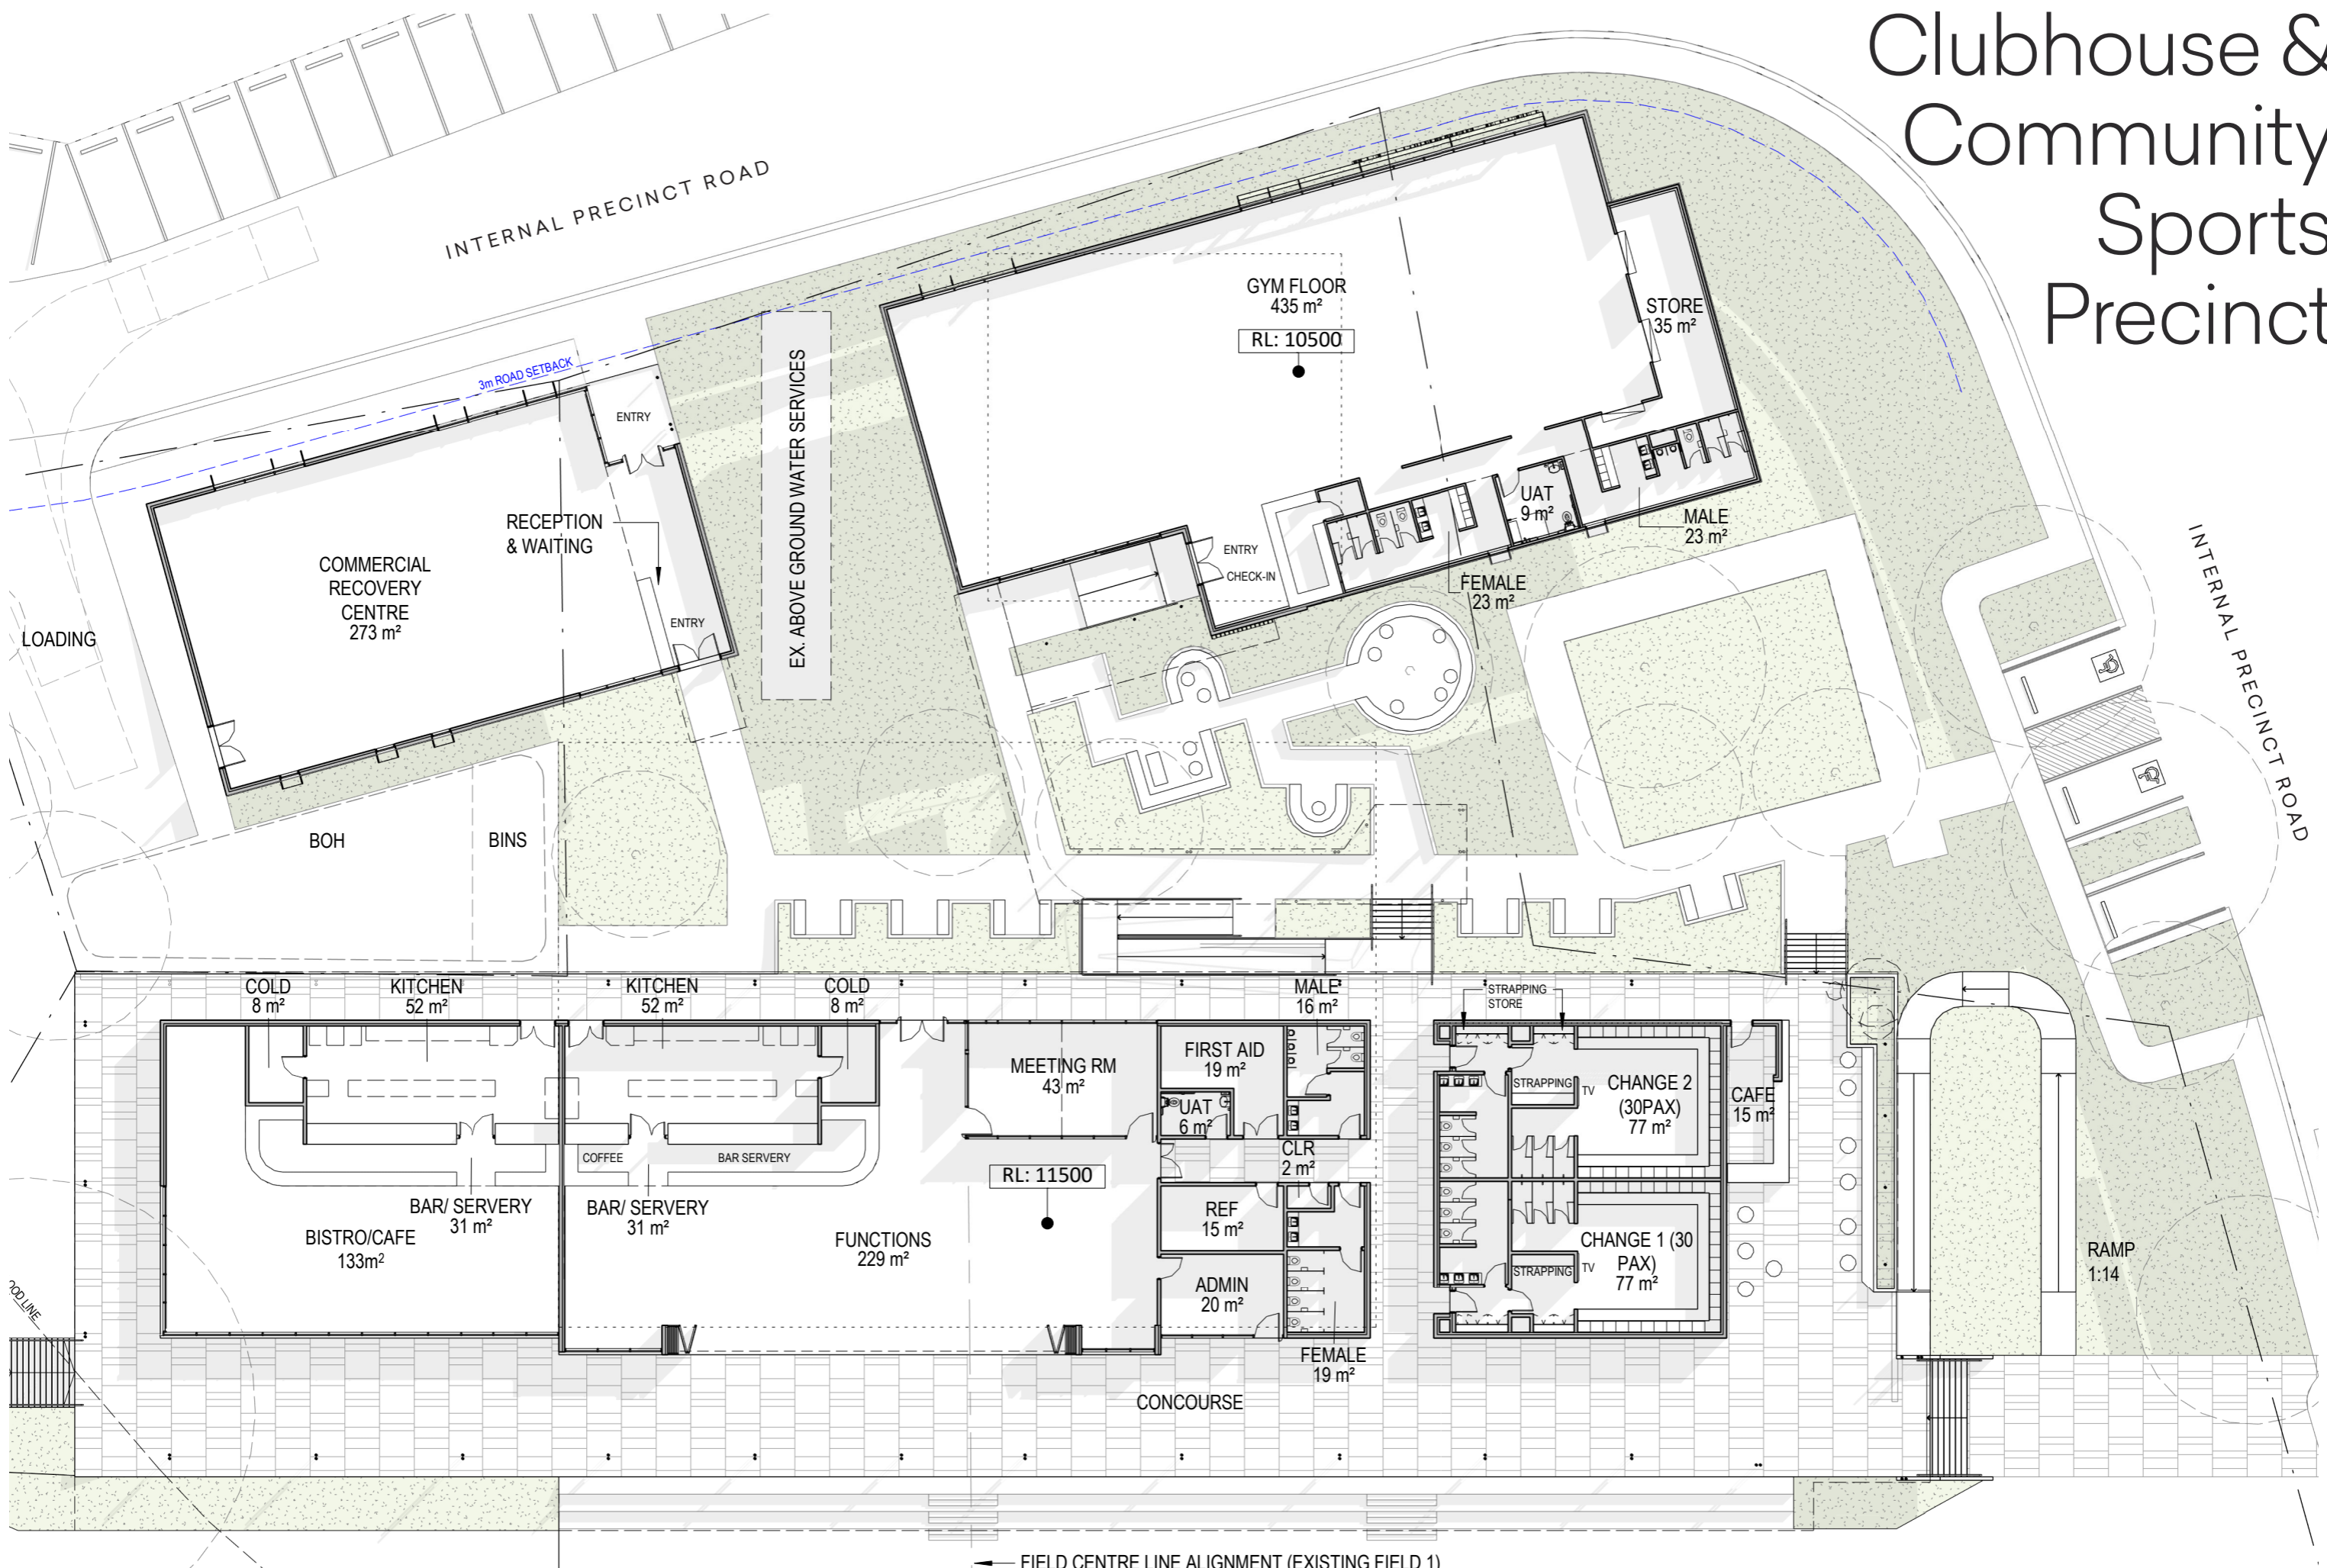 Clubhouse &
Community
Sports
Precinct
INTERNAL PRECINCT ROAD
3m ROAD SETBACK
ENTRY
RECEPTION
& WAITING
COMMERCIAL
RECOVERY
CENTRE
273 m²
ENTRY
LOADING
EX. ABOVE GROUND WATER SERVICES
GYM FLOOR
435 m²
RL: 10500
STORE
35 m²
UAT
9 m²
MALE
23 m²
ENTRY
CHECK-IN
FEMALE
23 m²
INTERNAL PRECINCT ROAD
BOH
BINS
COLD
8 m²
KITCHEN
52 m²
KITCHEN
52 m²
COLD
8 m²
MALE
16 m²
STRAPPING
STORE
MEETING RM
43 m²
FIRST AID
19 m²
UAT
6 m²
STRAPPING
TV
CHANGE 2
(30PAX)
77 m²
CAFE
15 m²
COFFEE
BAR SERVERY
CLR
2 m²
RL: 11500
BAR/ SERVERY
31 m²
BAR/ SERVERY
31 m²
BISTRO/CAFE
133m²
FUNCTIONS
229 m²
REF
15 m²
ADMIN
20 m²
CHANGE 1 (30
PAX)
77 m²
STRAPPING
TV
RAMP
1:14
FEMALE
19 m²
CONCOURSE
OOD LINE
FIELD CENTRE LINE ALIGNMENT (EXISTING FIELD 1)